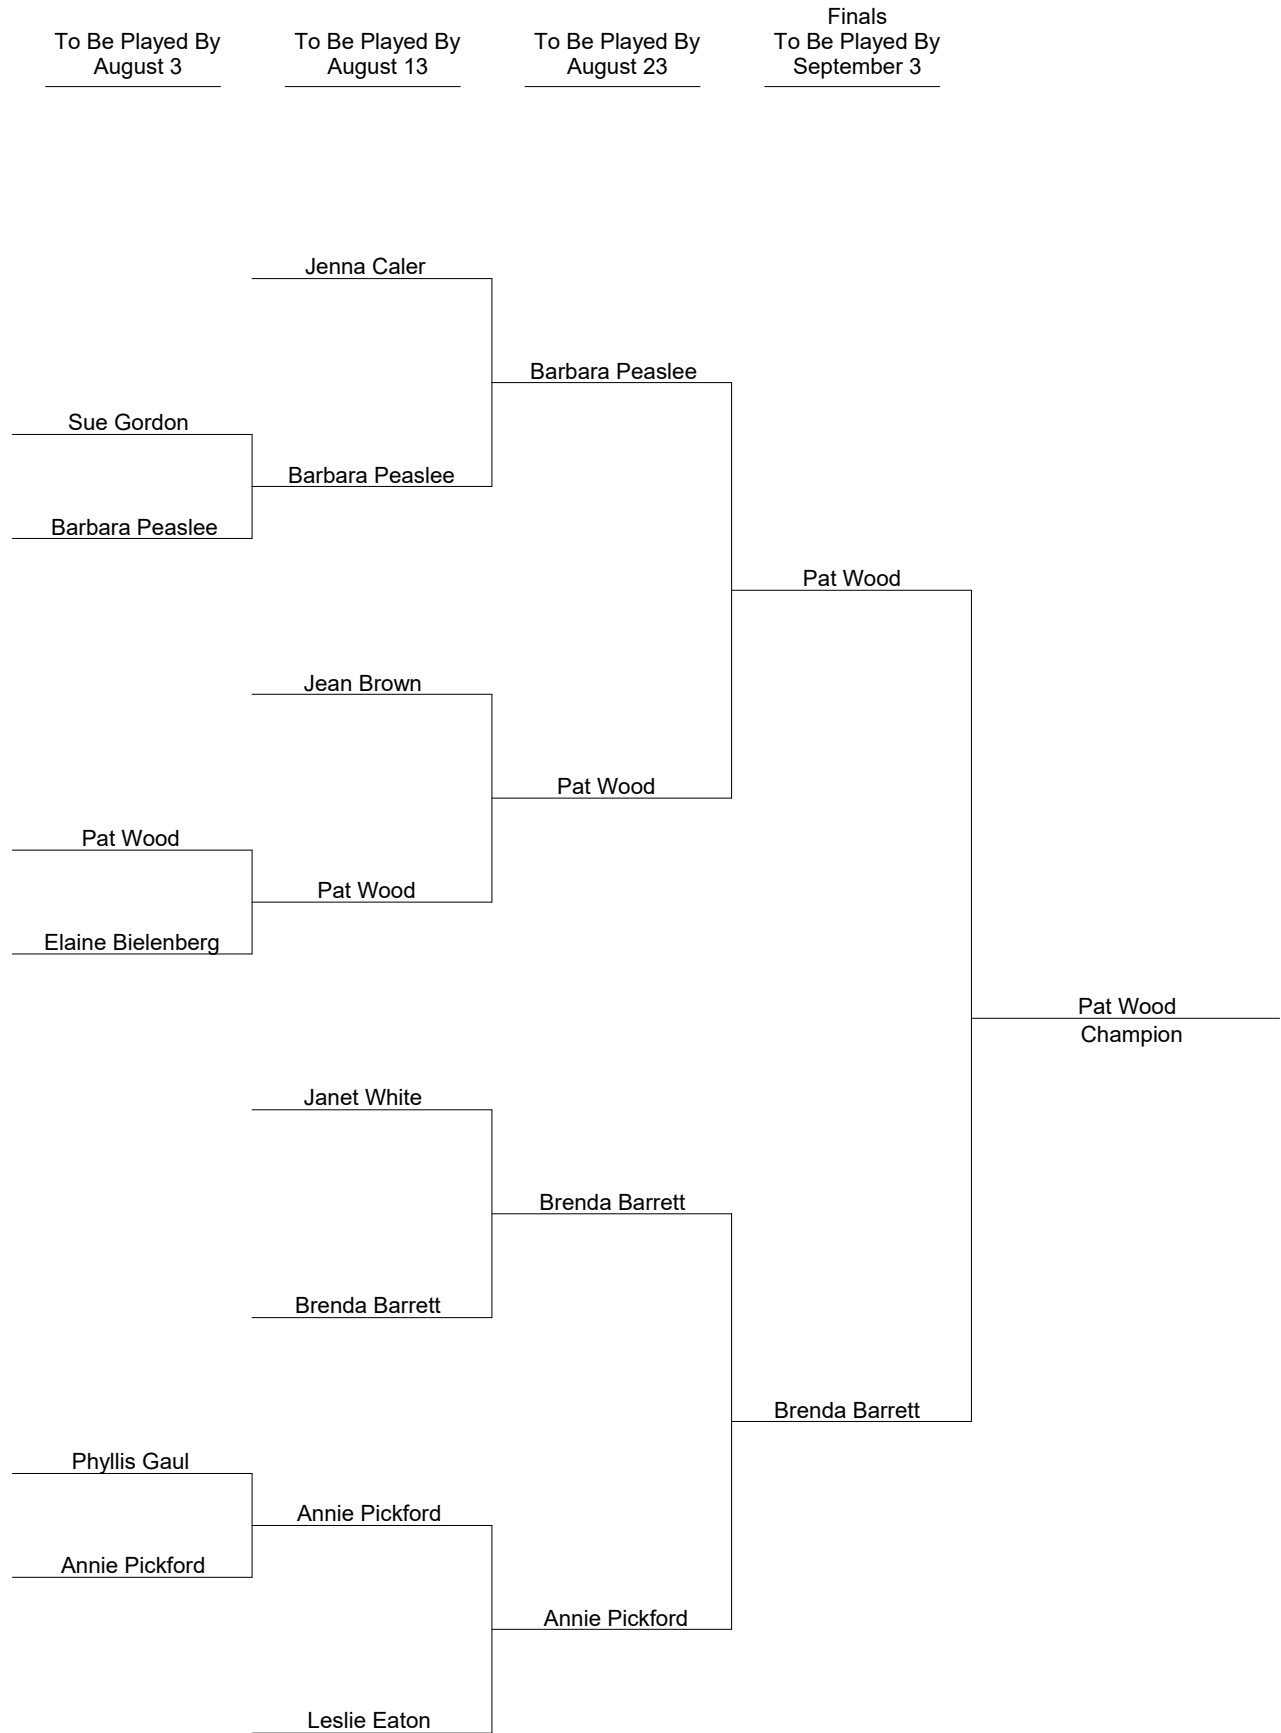 To Be Played By
August 3
To Be Played By
August 13
To Be Played By
August 23
Finals
To Be Played By
September 3
Jenna Caler
Barbara Peaslee
Sue Gordon
Barbara Peaslee
Barbara Peaslee
Pat Wood
Jean Brown
Pat Wood
Pat Wood
Pat Wood
Elaine Bielenberg
Pat Wood
Champion
Janet White
Brenda Barrett
Brenda Barrett
Brenda Barrett
Phyllis Gaul
Annie Pickford
Annie Pickford
Annie Pickford
Leslie Eaton